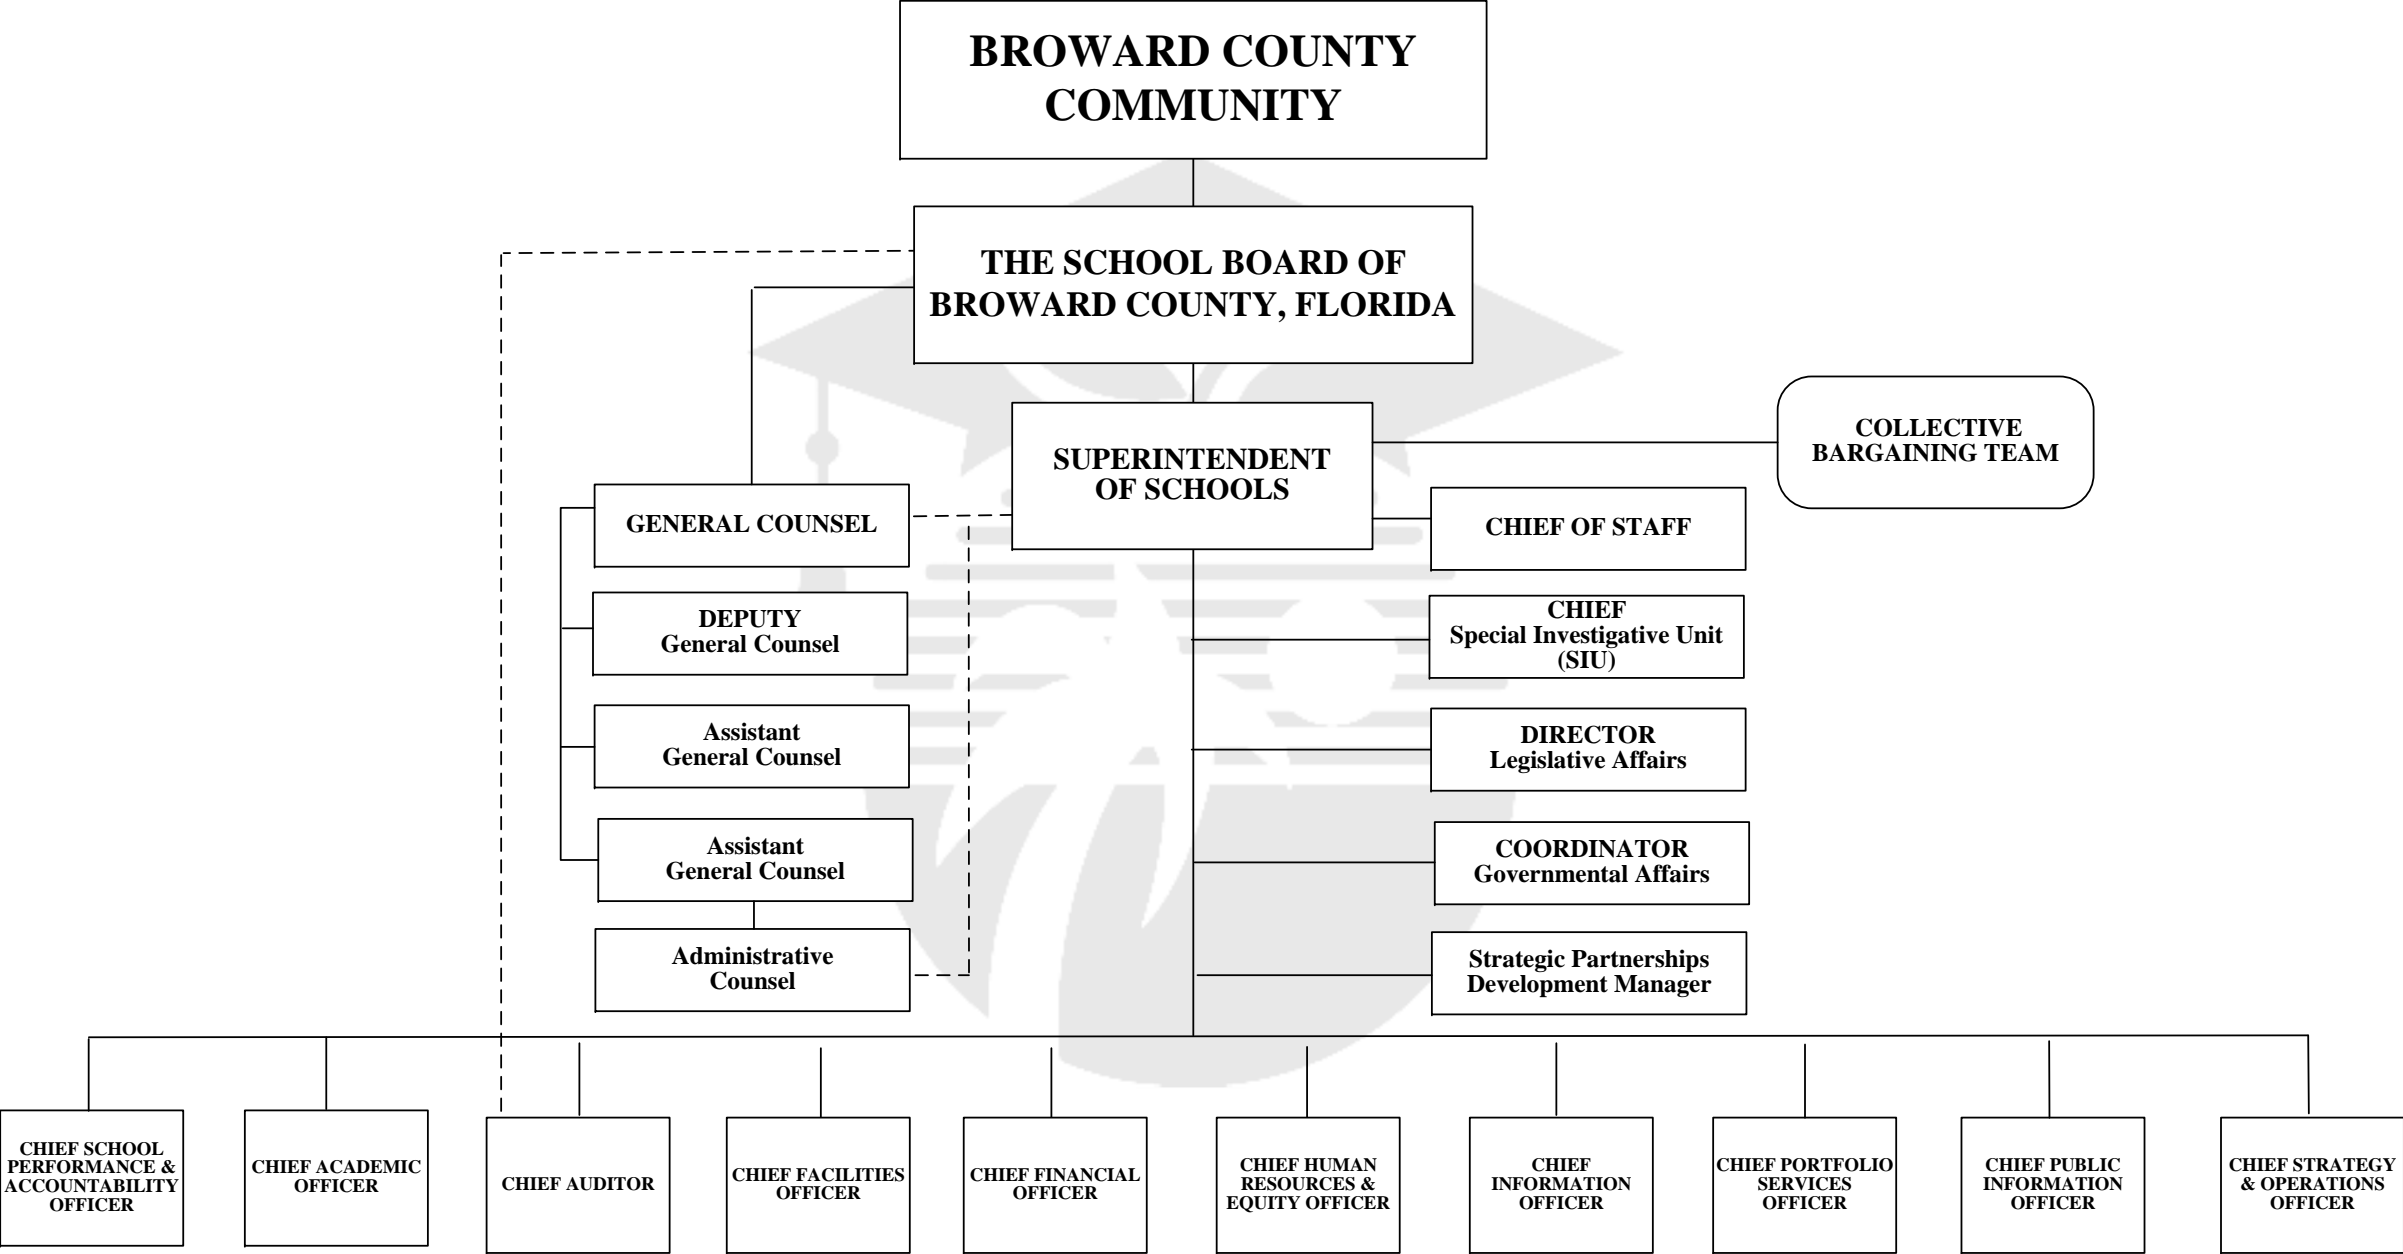 BROWARD COUNTY
COMMUNITY
THE SCHOOL BOARD OF
BROWARD COUNTY, FLORIDA
SUPERINTENDENT
OF SCHOOLS
COLLECTIVE
BARGAINING TEAM
GENERAL COUNSEL
DEPUTY
General Counsel
Assistant
General Counsel
Assistant
General Counsel
Administrative
Counsel
CHIEF OF STAFF
CHIEF
Special Investigative Unit
(SIU)
DIRECTOR
Legislative Affairs
COORDINATOR
Governmental Affairs
Strategic Partnerships
Development Manager
CHIEF SCHOOL
PERFORMANCE &
ACCOUNTABILITY
OFFICER
CHIEF ACADEMIC
OFFICER
CHIEF AUDITOR
CHIEF FACILITIES
OFFICER
CHIEF FINANCIAL
OFFICER
CHIEF HUMAN
RESOURCES &
EQUITY OFFICER
CHIEF
INFORMATION
OFFICER
CHIEF PORTFOLIO
SERVICES
OFFICER
CHIEF PUBLIC
INFORMATION
OFFICER
CHIEF STRATEGY
& OPERATIONS
OFFICER